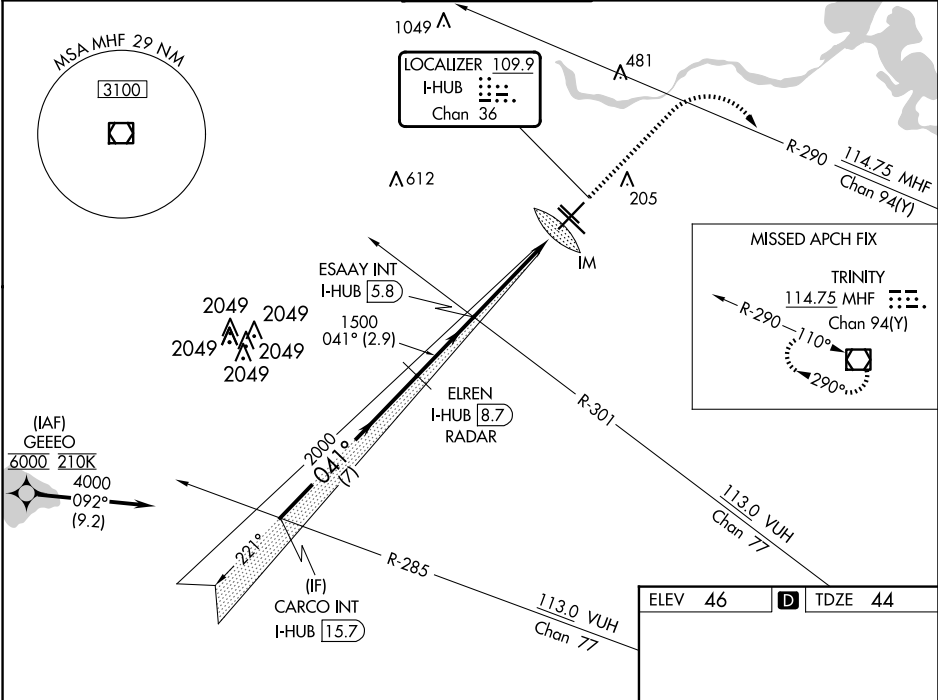 MSA MHF 29 NM
3100
1049
LOCALIZER 109.9
I-HUB
Chan 36
481
612
205
R-290
114.75 MHF
Chan 94(Y)
IM
MISSED APCH FIX
TRINITY
114.75 MHF
Chan 94(Y)
R-290
110°
290°
ESAAY INT
I-HUB 5.8
1500
041° (2.9)
2049
2049
2049
2049
2049
ELREN
I-HUB 8.7
RADAR
R-301
113.0 VUH
Chan 77
(IAF)
GEEEO
6000 210K
4000
092°
(9.2)
2000
041°
(7)
221°
(IF)
CARCO INT
I-HUB 15.7
R-285
113.0 VUH
Chan 77
ELEV 46 D TDZE 44